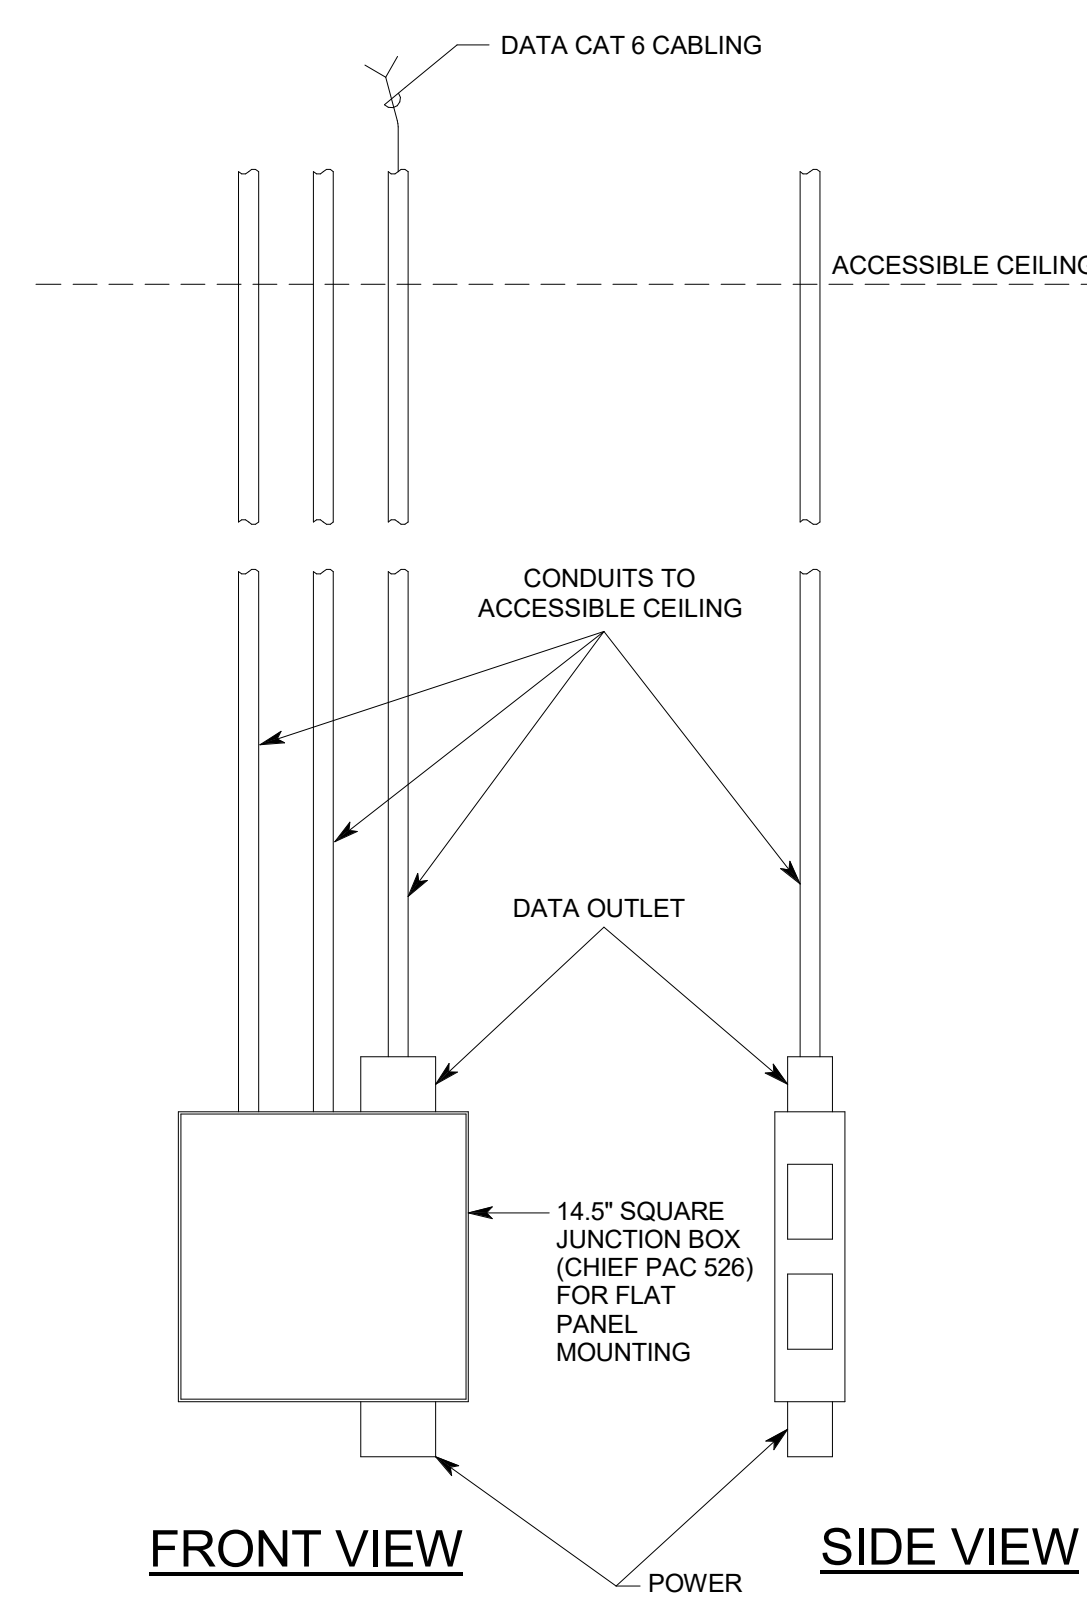 DATA CAT 6 CABLING
ACCESSIBLE CEILING
CONDUITS TO
ACCESSIBLE CEILING
DATA OUTLET
14.5" SQUARE
JUNCTION BOX
(CHIEF PAC 526)
FOR FLAT
PANEL
MOUNTING
FRONT VIEW
SIDE VIEW
POWER